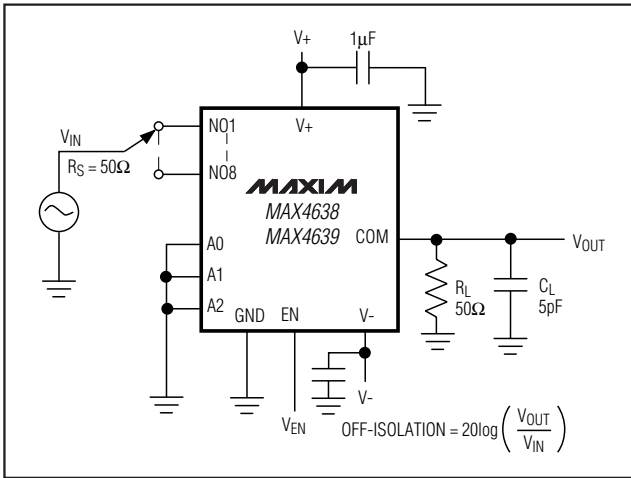 V+
1µF
V+
VIN
RS = 50Ω
NO1
NO8
MAXIM
MAX4638
MAX4639
COM
VOUT
A0
A1
A2
GND
EN
V-
RL
50Ω
CL
5pF
VEN
V-
OFF-ISOLATION = 20log(VOUT/VIN)